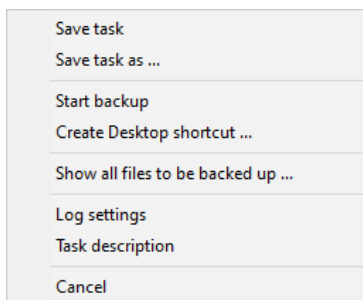 Save task
Save task as ...
Start backup
Create Desktop shortcut ...
Show all files to be backed up ...
Log settings
Task description
Cancel